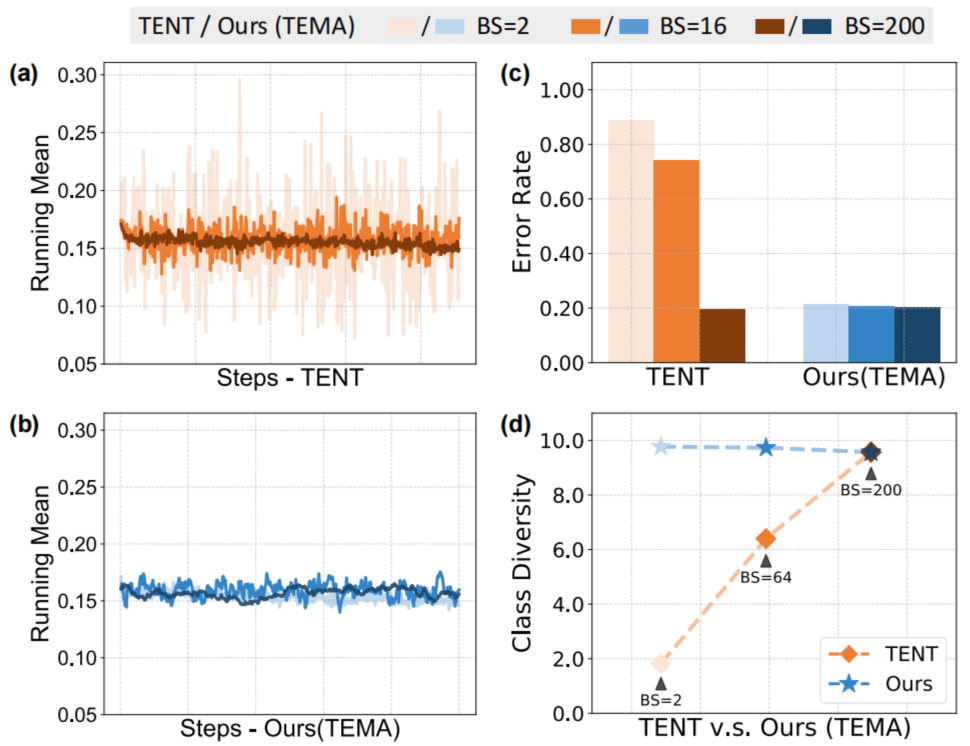 TENT / Ours (TEMA) / BS=2 / BS=16 / BS=200
(a)
0.30
0.25
0.20
0.15
0.10
0.05
Running Mean
Steps - TENT
(c)
1.00
0.80
0.60
0.40
0.20
0.00
Error Rate
TENT Ours(TEMA)
(b)
0.30
0.25
0.20
0.15
0.10
0.05
Running Mean
Steps - Ours(TEMA)
(d)
10.0
8.0
6.0
4.0
2.0
0.0
Class Diversity
BS=200
BS=64
BS=2
TENT
Ours
TENT v.s. Ours (TEMA)